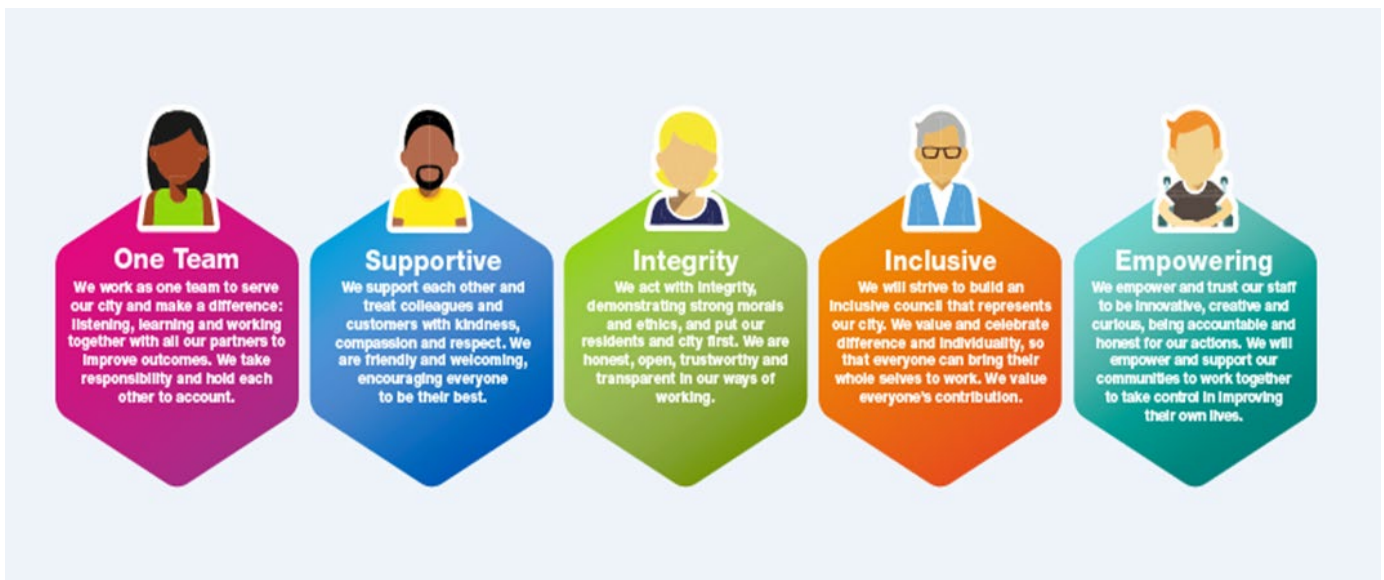 One Team
We work as one team to serve
our city and make a difference:
listening, learning and working
together with all our partners to
improve outcomes. We take
responsibility and hold each
other to account.
Supportive
We support each other and
treat colleagues and
customers with kindness,
compassion and respect. We
are friendly and welcoming,
encouraging everyone
to be their best.
Integrity
We act with integrity,
demonstrating strong morals
and ethics, and put our
residents and city first. We are
honest, open, trustworthy and
transparent in our ways of
working.
Inclusive
We will strive to build an
inclusive council that represents
our city. We value and celebrate
difference and individuality, so
that everyone can bring their
whole selves to work. We value
everyone's contribution.
Empowering
We empower and trust our staff
to be innovative, creative and
curious, being accountable and
honest for our actions. We will
empower and support our
communities to work together
to take control in improving
their own lives.